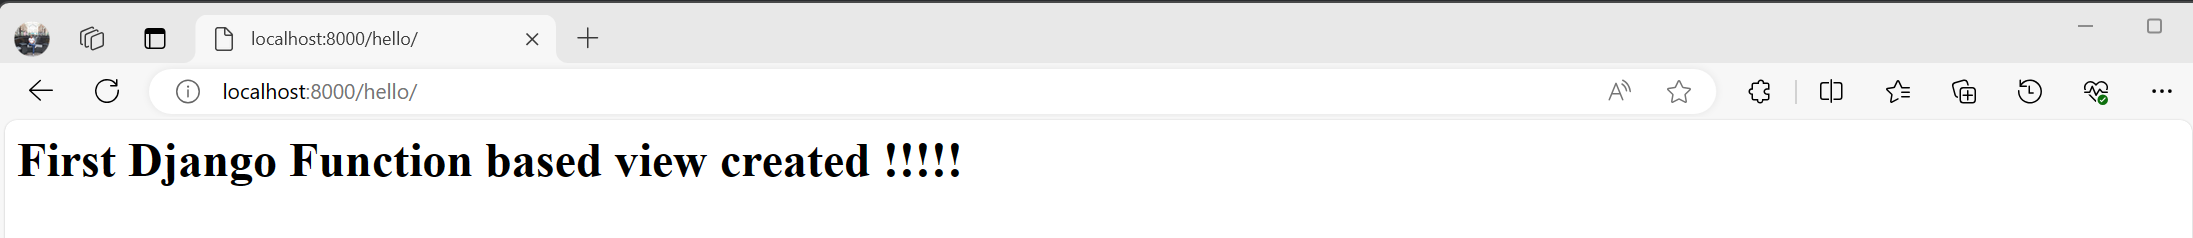 localhost:8000/hello/
localhost:8000/hello/
First Django Function based view created !!!!!